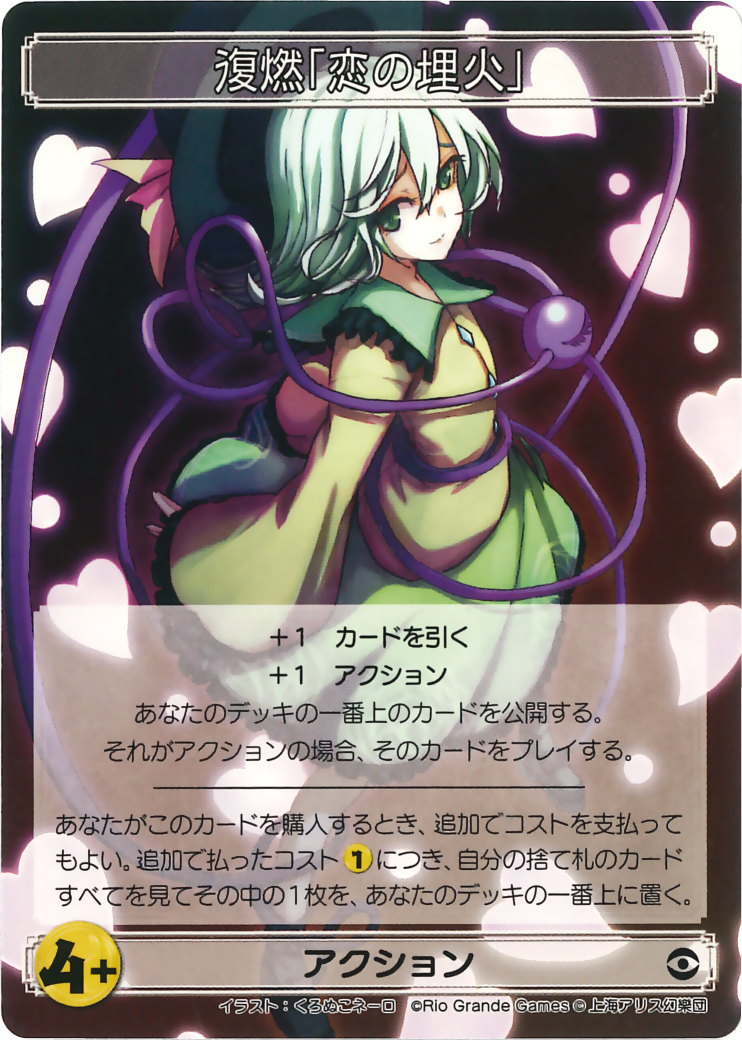 復燃「恋の埋火」
＋１　カードを引く
＋１　アクション
あなたのデッキの一番上のカードを公開する。
それがアクションの場合、そのカードをプレイする。
あなたがこのカードを購入するとき、追加でコストを支払って
もよい。追加で払ったコスト 1 につき、自分の捨て札のカード
すべてを見てその中の１枚を、あなたのデッキの一番上に置く。
4+
アクション
イラスト：くろぬこネーロ　©Rio Grande Games © 上海アリス幻樂団